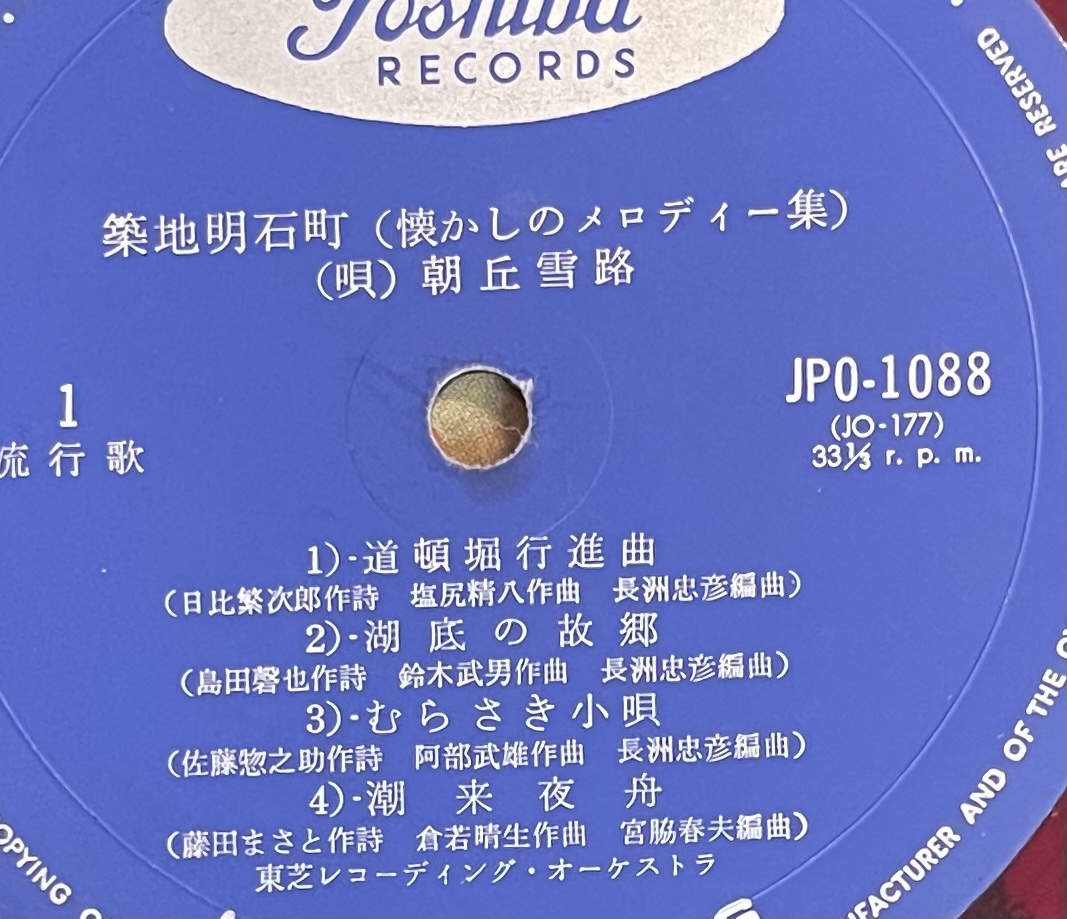 Toshiba
RECORDS
築地明石町（懐かしのメロディー集）
（唄）朝丘雪路
1
流行歌
JPO-1088
(JO-177)
33⅓ r. p. m.
1)-道頓堀行進曲
（日比繁次郎作詩　塩尻精八作曲　長洲忠彦編曲）
2)-湖底の故郷
（島田磬也作詩　鈴木武男作曲　長洲忠彦編曲）
3)-むらさき小唄
（佐藤惣之助作詩　阿部武雄作曲　長洲忠彦編曲）
4)-潮来夜舟
（藤田まさと作詩　倉若晴生作曲　宮脇春夫編曲）
東芝レコーディング・オーケストラ
ARE RESERVED
MANUFACTURER AND OF THE
COPYING